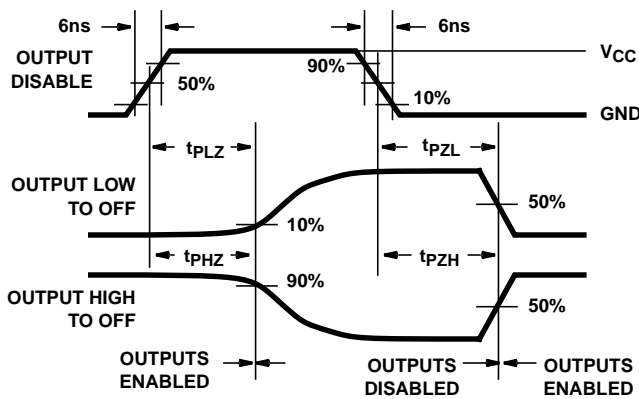 6ns
6ns
OUTPUT
DISABLE
90%
50%
10%
VCC
GND
tPLZ
tPZL
OUTPUT LOW
TO OFF
10%
50%
tPHZ
tPZH
OUTPUT HIGH
TO OFF
90%
50%
OUTPUTS
ENABLED
OUTPUTS
DISABLED
OUTPUTS
ENABLED